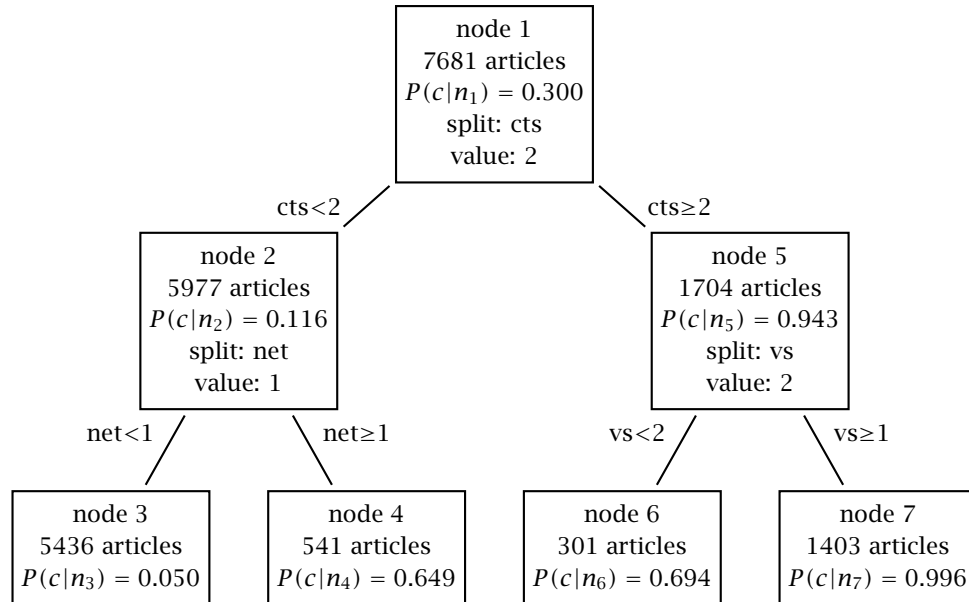 node 1
7681 articles
P(c|n₁) = 0.300
split: cts
value: 2
cts<2
cts≥2
node 2
5977 articles
P(c|n₂) = 0.116
split: net
value: 1
node 5
1704 articles
P(c|n₅) = 0.943
split: vs
value: 2
net<1
net≥1
vs<2
vs≥1
node 3
5436 articles
P(c|n₃) = 0.050
node 4
541 articles
P(c|n₄) = 0.649
node 6
301 articles
P(c|n₆) = 0.694
node 7
1403 articles
P(c|n₇) = 0.996